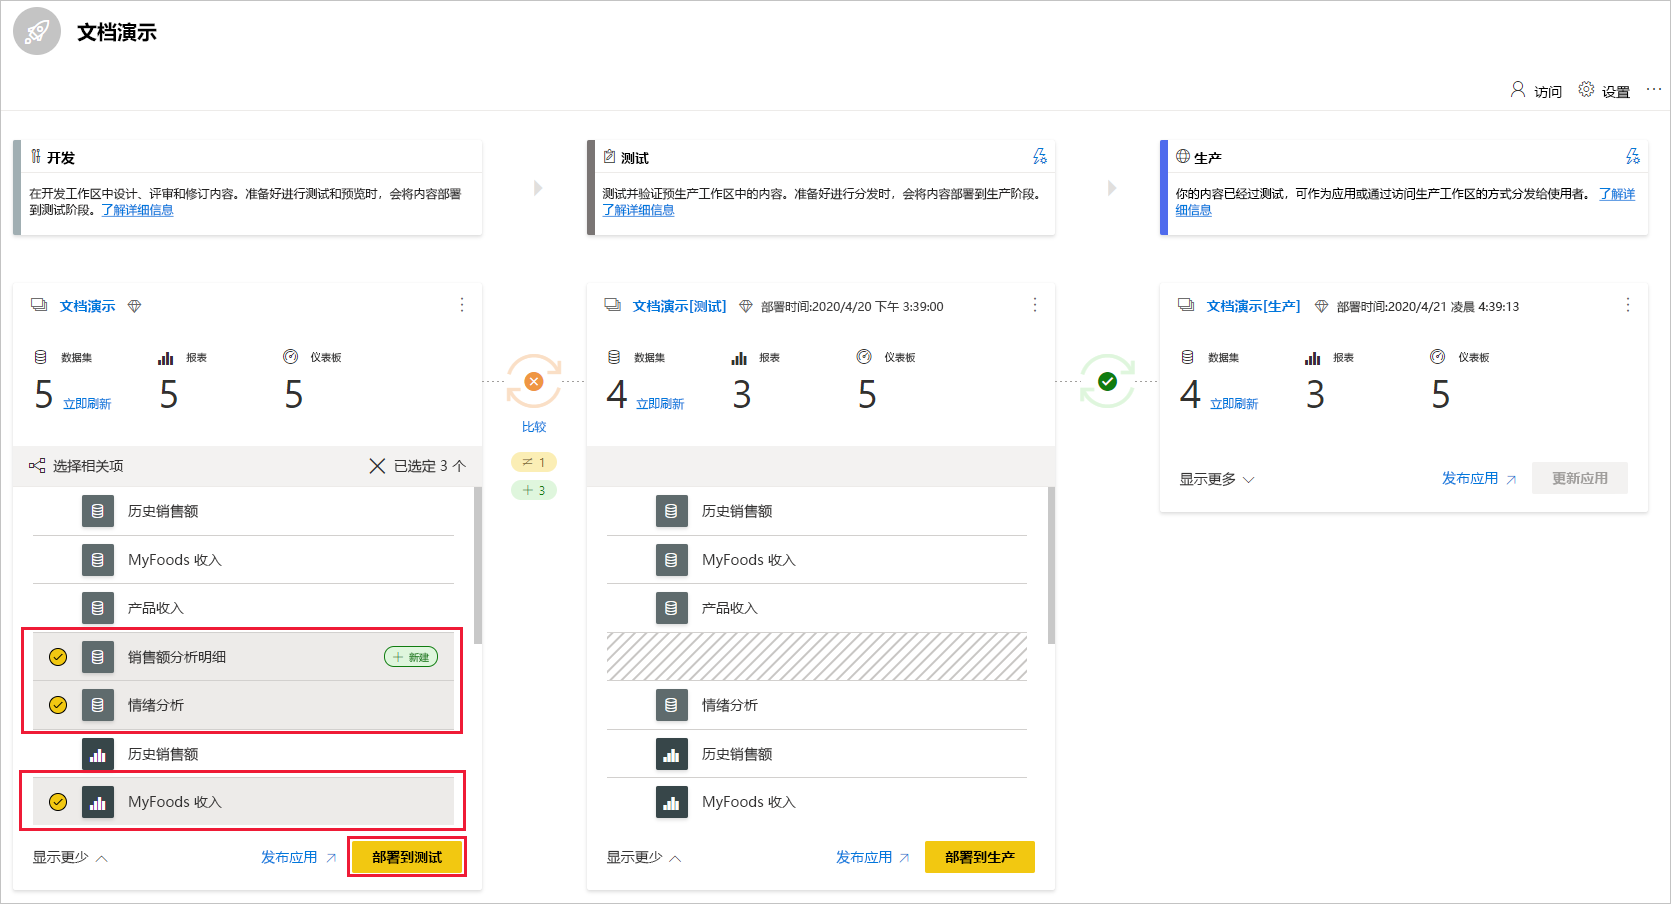 文档演示
访问
设置
开发
在开发工作区中设计、评审和修订内容。准备好进行测试和预览时，会将内容部署
到测试阶段。了解详细信息
测试
测试并验证预生产工作区中的内容。准备好进行分发时，会将内容部署到生产阶段。
了解详细信息
生产
你的内容已经过测试，可作为应用或通过访问生产工作区的方式分发给使用者。 了解详
细信息
文档演示
数据集
报表
仪表板
5 立即刷新
5
5
选择相关项
已选定 3 个
历史销售额
MyFoods 收入
产品收入
销售额分析明细
+ 新建
情绪分析
历史销售额
MyFoods 收入
显示更少
发布应用
部署到测试
比较
≠ 1
+ 3
文档演示[测试]
部署时间:2020/4/20 下午 3:39:00
数据集
报表
仪表板
4 立即刷新
3
5
历史销售额
MyFoods 收入
产品收入
情绪分析
历史销售额
MyFoods 收入
显示更少
发布应用
部署到生产
文档演示[生产]
部署时间:2020/4/21 凌晨 4:39:13
数据集
报表
仪表板
4 立即刷新
3
5
显示更多
发布应用
更新应用